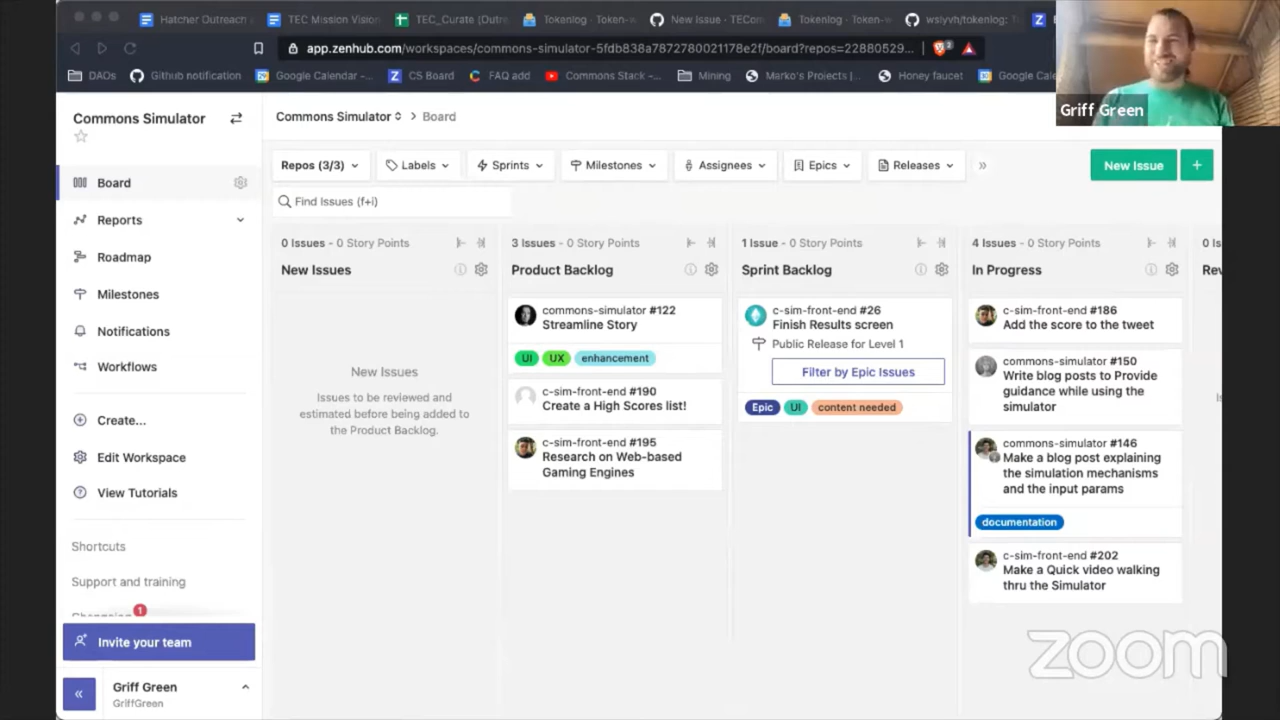 Hatcher Outreach
TEC Mission Vision
TEC_Curate (Outre
Tokenlog - Token-w
New Issue · TECom
Tokenlog - Token-w
wslyvh/tokenlog: T
app.zenhub.com/workspaces/commons-simulator-5fdb838a7872780021178e2f/board?repos=22880529...
DAOs
Github notification
Google Calendar -...
CS Board
FAQ add
Commons Stack -...
Mining
Marko's Projects |...
Honey faucet
Google Cale
Griff Green
Commons Simulator
Commons Simulator
Board
Repos (3/3)
Labels
Sprints
Milestones
Assignees
Epics
Releases
»
New Issue
+
Find Issues (f+i)
Board
Reports
Roadmap
Milestones
Notifications
Workflows
Create...
Edit Workspace
View Tutorials
Shortcuts
Support and training
1
Invite your team
«
Griff Green
GriffGreen
0 Issues - 0 Story Points
New Issues
New Issues
Issues to be reviewed and
estimated before being added to
the Product Backlog.
3 Issues - 0 Story Points
Product Backlog
commons-simulator #122
Streamline Story
UI UX enhancement
c-sim-front-end #190
Create a High Scores list!
c-sim-front-end #195
Research on Web-based
Gaming Engines
1 Issue - 0 Story Points
Sprint Backlog
c-sim-front-end #26
Finish Results screen
Public Release for Level 1
Filter by Epic Issues
Epic UI content needed
4 Issues - 0 Story Points
In Progress
c-sim-front-end #186
Add the score to the tweet
commons-simulator #150
Write blog posts to Provide
guidance while using the
simulator
commons-simulator #146
Make a blog post explaining
the simulation mechanisms
and the input params
documentation
c-sim-front-end #202
Make a Quick video walking
thru the Simulator
0 Is
Rev
zoom